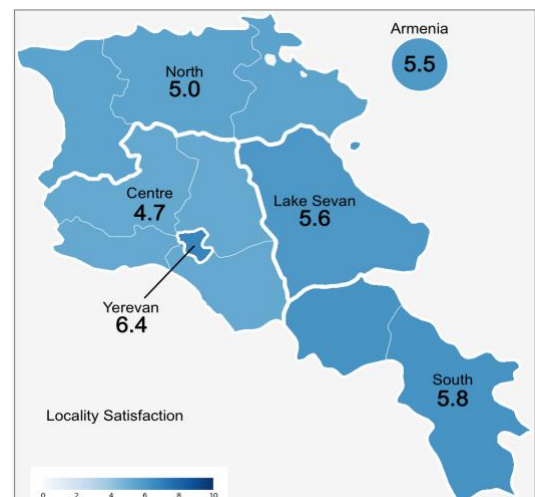 Armenia
5.5
North
5.0
Centre
4.7
Lake Sevan
5.6
Yerevan
6.4
South
5.8
Locality Satisfaction
0 2 4 6 8 10